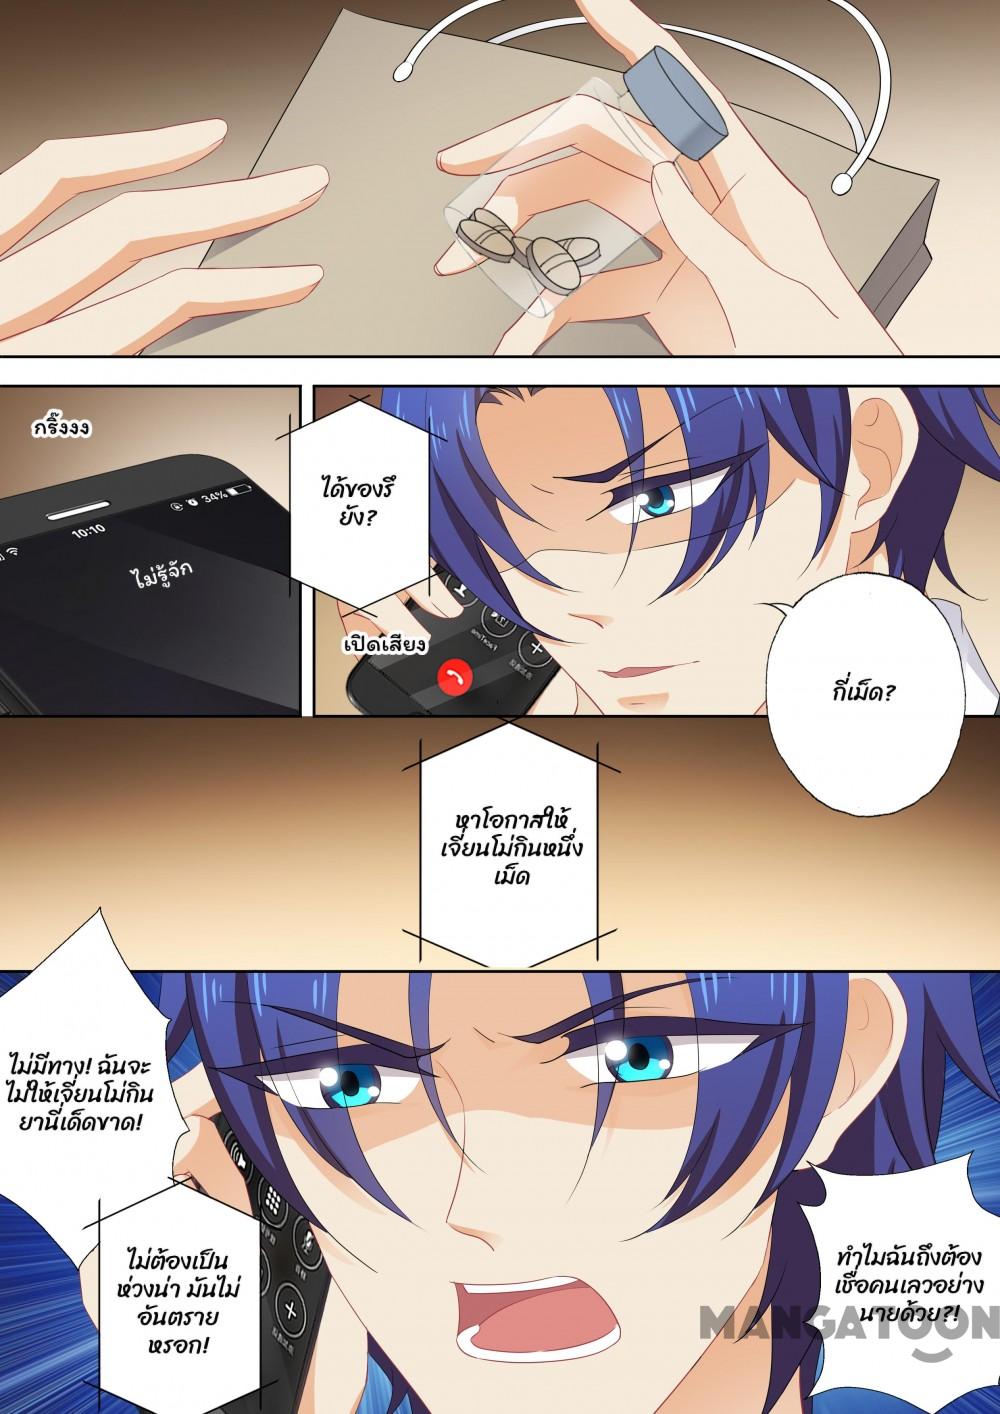 กริ๊งงง
10:10
34%
ไม่รู้จัก
ได้ของรึ
ยัง?
เปิดเสียง
กี่เม็ด?
หาโอกาสให้
เจี่ยนโม่กินหนึ่ง
เม็ด
ไม่มีทาง! ฉันจะ
ไม่ให้เจี่ยนโม่กิน
ยานี่เด็ดขาด!
ไม่ต้องเป็น
ห่วงน่า มันไม่
อันตราย
หรอก!
ทำไมฉันถึงต้อง
เชื่อคนเลวอย่าง
นายด้วย?!
MANGATOON